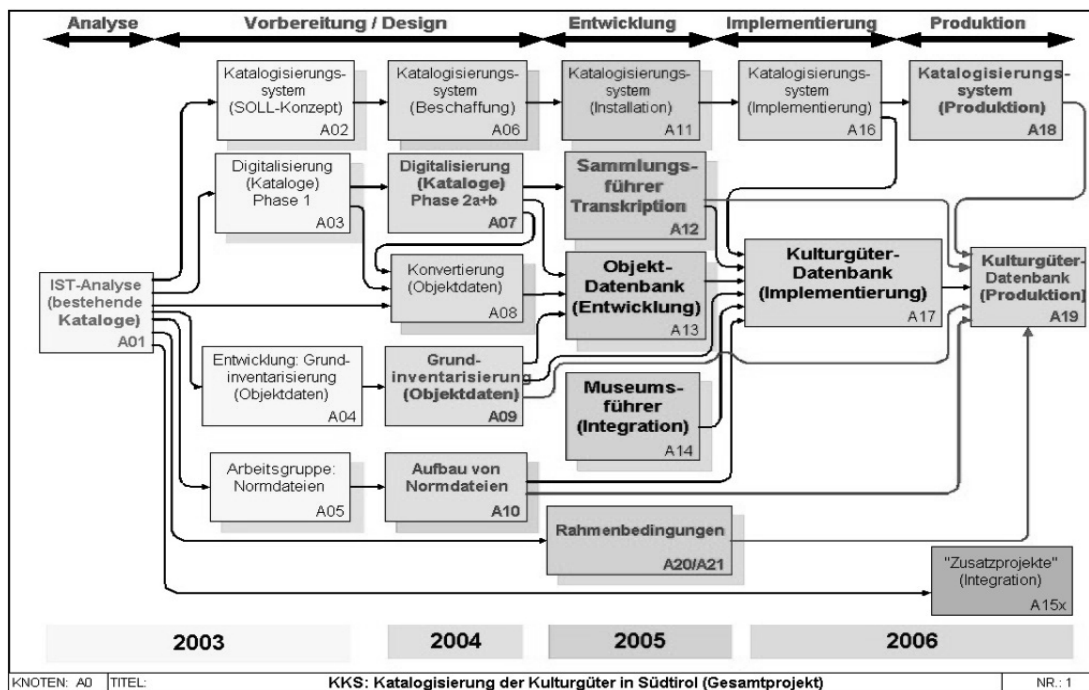 Analyse
Vorbereitung / Design
Entwicklung
Implementierung
Produktion
Katalogisierungs-
system
(SOLL-Konzept)
A02
Katalogisierungs-
system
(Beschaffung)
A06
Katalogisierungs-
system
(Installation)
A11
Katalogisierungs-
system
(Implementierung)
A16
Katalogisierungs-
system
(Produktion)
A18
Digitalisierung
(Kataloge)
Phase 1
A03
Digitalisierung
(Kataloge)
Phase 2a+b
A07
Sammlungs-
führer
Transkription
A12
IST-Analyse
(bestehende
Kataloge)
A01
Konvertierung
(Objektdaten)
A08
Objekt-
Datenbank
(Entwicklung)
A13
Kulturgüter-
Datenbank
(Implementierung)
A17
Kulturgüter-
Datenbank
(Produktion)
A19
Entwicklung: Grund-
inventarisierung
(Objektdaten)
A04
Grund-
inventarisierung
(Objektdaten)
A09
Museums-
führer
(Integration)
A14
Arbeitsgruppe:
Normdateien
A05
Aufbau von
Normdateien
A10
Rahmenbedingungen
A20/A21
"Zusatzprojekte"
(Integration)
A15x
2003
2004
2005
2006
KNOTEN: A0
TITEL:
KKS: Katalogisierung der Kulturgüter in Südtirol (Gesamtprojekt)
NR.: 1